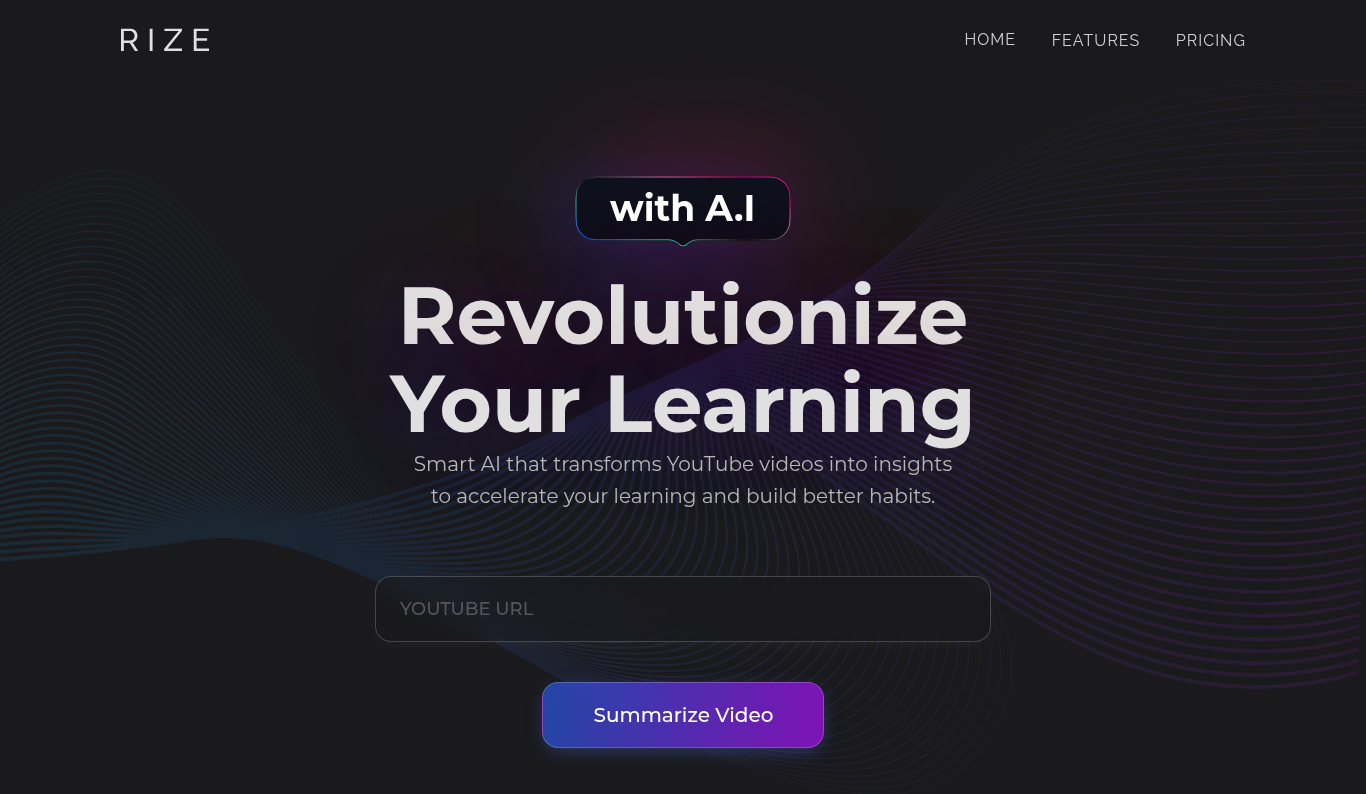 RIZE
HOME FEATURES PRICING
with A.I
Revolutionize
Your Learning
Smart AI that transforms YouTube videos into insights
to accelerate your learning and build better habits.
YOUTUBE URL
Summarize Video